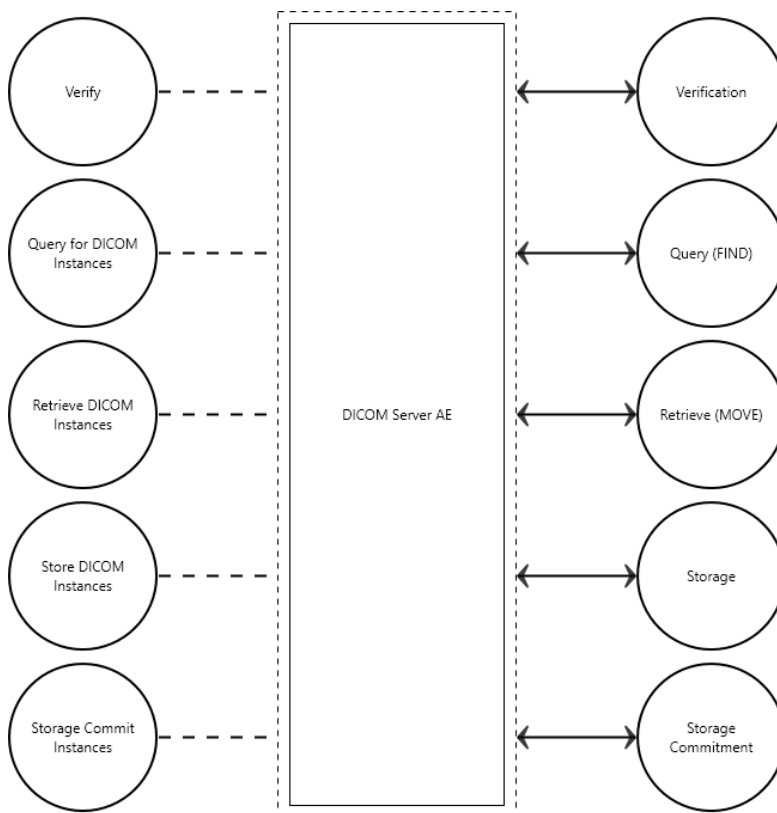 Verify
Verification
Query for DICOM
Instances
Query (FIND)
Retrieve DICOM
Instances
DICOM Server AE
Retrieve (MOVE)
Store DICOM
Instances
Storage
Storage Commit
Instances
Storage
Commitment